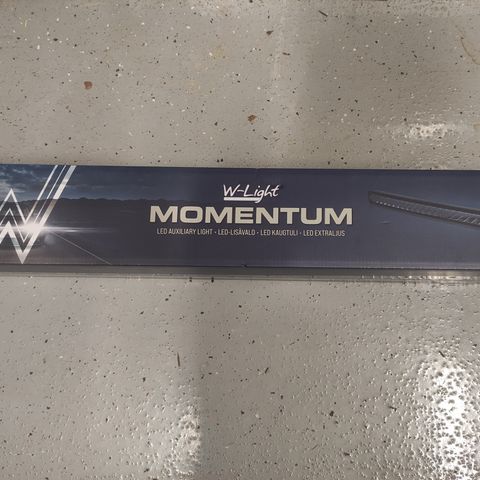 W-Light
MOMENTUM
LED AUXILIARY LIGHT • LED-LISÄVALO • LED KAUGTULI • LED EXTRALJUS